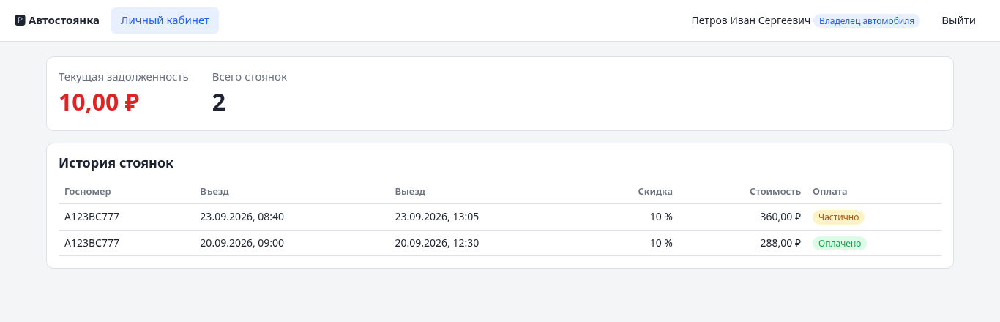 🅿 Автостоянка Личный кабинет Петров Иван Сергеевич Владелец автомобиля Выйти
Текущая задолженность Всего стоянок
10,00 ₽ 2
История стоянок
Госномер Въезд Выезд Скидка Стоимость Оплата
А123ВС777 23.09.2026, 08:40 23.09.2026, 13:05 10 % 360,00 ₽ Частично
А123ВС777 20.09.2026, 09:00 20.09.2026, 12:30 10 % 288,00 ₽ Оплачено